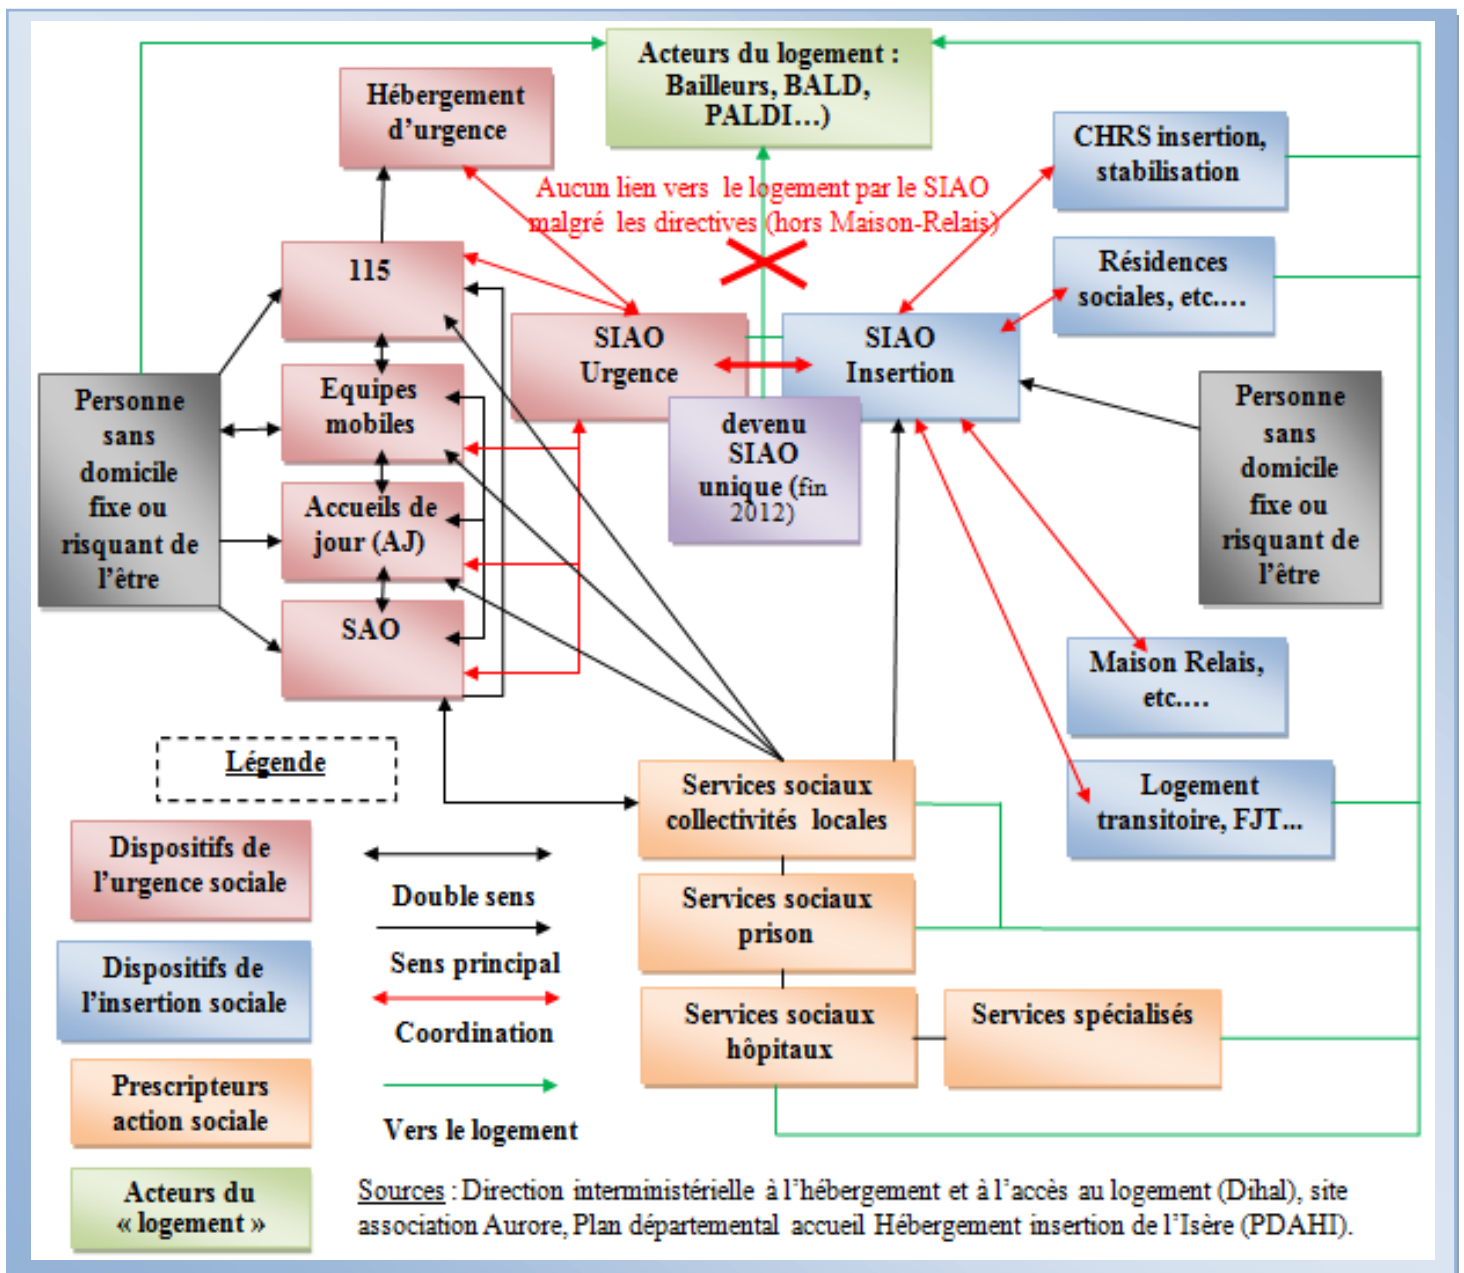 Acteurs du logement :
Bailleurs, BALD,
PALDI…)
Hébergement
d'urgence
CHRS insertion,
stabilisation
Aucun lien vers le logement par le SIAO
malgré les directives (hors Maison-Relais)
115
Résidences
sociales, etc.…
SIAO
Urgence
SIAO
Insertion
Personne
sans
domicile
fixe ou
risquant de
l'être
Equipes
mobiles
devenu
SIAO
unique (fin
2012)
Personne
sans
domicile
fixe ou
risquant de
l'être
Accueils de
jour (AJ)
SAO
Maison Relais,
etc.…
Légende
Services sociaux
collectivités locales
Logement
transitoire, FJT...
Dispositifs de
l'urgence sociale
Double sens
Services sociaux
prison
Sens principal
Dispositifs de
l'insertion sociale
Coordination
Services sociaux
hôpitaux
Services spécialisés
Prescripteurs
action sociale
Vers le logement
Acteurs du
« logement »
Sources : Direction interministérielle à l'hébergement et à l'accès au logement (Dihal), site
association Aurore, Plan départemental accueil Hébergement insertion de l'Isère (PDAHI).